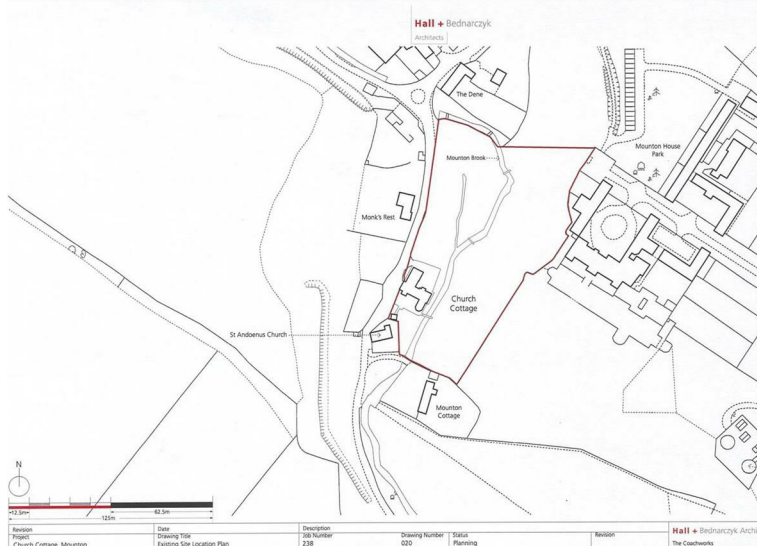 Hall + Bednarczyk
Architects
The Dene
Mounton House
Park
Mounton Brook
Monk's Rest
Church
Cottage
St Andoenus Church
Mounton
Cottage
N
12.5m
62.5m
125m
Revision
Date
Description
Project
Church Cottage, Mounton
Drawing Title
Existing Site Location Plan
Job Number
238
Drawing Number
020
Status
Planning
Revision
Hall + Bednarczyk Archi
The Coachworks